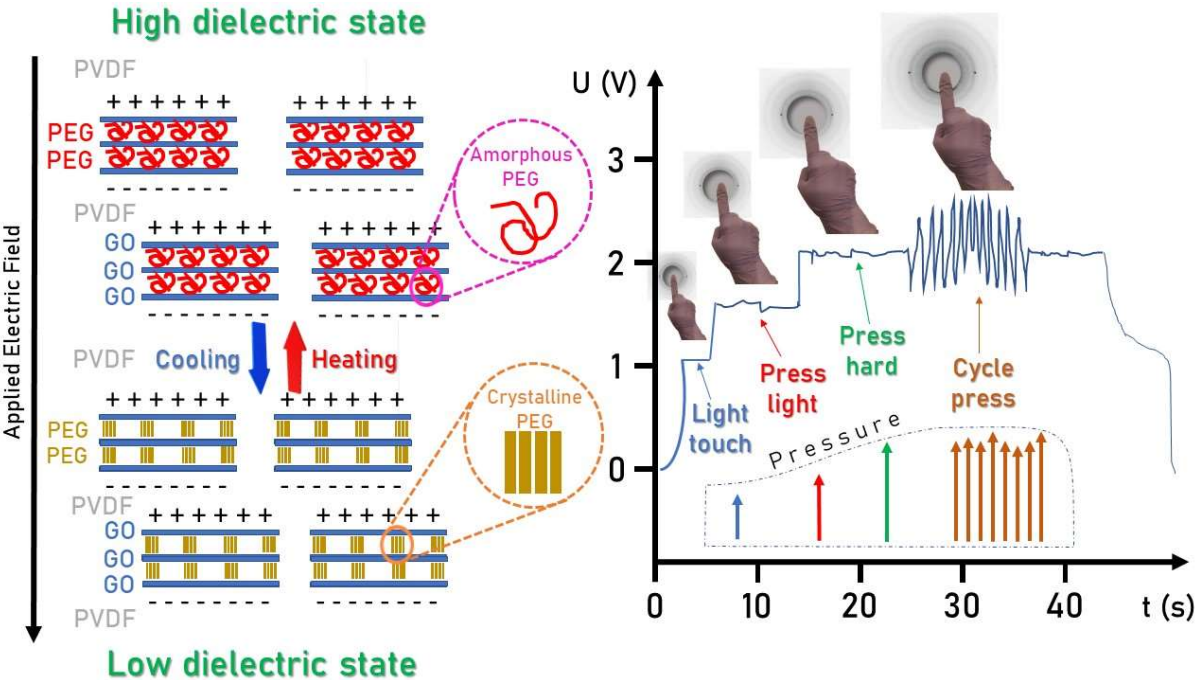 High dielectric state
Applied Electric Field
PVDF
+ + + + + +
+ + + + + +
PEG
PEG
- - - - - - - -
- - - - - - - -
PVDF
+ + + + + +
+ + + + + +
GO
GO
GO
- - - - - - - -
- - - - - - - -
Amorphous
PEG
PVDF
Cooling
Heating
+ + + + + +
+ + + + + +
PEG
PEG
- - - - - - - -
- - - - - - - -
PVDF
+ + + + + +
+ + + + + +
GO
GO
GO
- - - - - - - -
- - - - - - - -
PVDF
Crystalline
PEG
Low dielectric state
U (V)
3
2
1
0
Light
touch
Press
light
Press
hard
Cycle
press
Pressure
0
10
20
30
40
t (s)